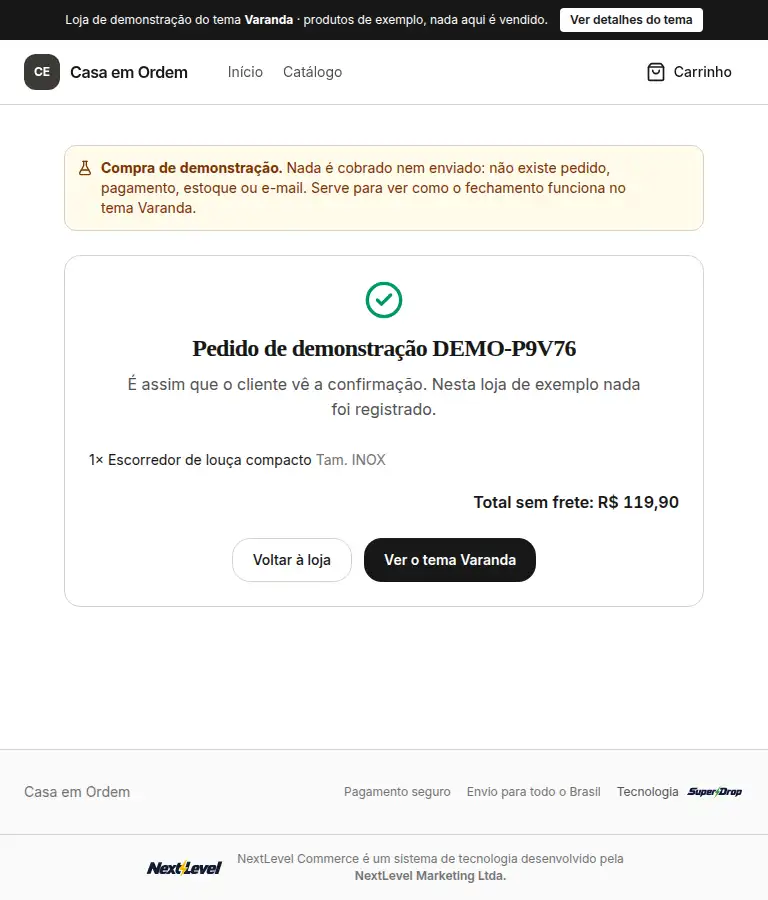 Loja de demonstração do tema Varanda · produtos de exemplo, nada aqui é vendido. Ver detalhes do tema
CE Casa em Ordem Início Catálogo Carrinho
Compra de demonstração. Nada é cobrado nem enviado: não existe pedido,
pagamento, estoque ou e-mail. Serve para ver como o fechamento funciona no
tema Varanda.
Pedido de demonstração DEMO-P9V76
É assim que o cliente vê a confirmação. Nesta loja de exemplo nada
foi registrado.
1× Escorredor de louça compacto Tam. INOX
Total sem frete: R$ 119,90
Voltar à loja Ver o tema Varanda
Casa em Ordem Pagamento seguro Envio para todo o Brasil Tecnologia SuperDrop
NextLevel NextLevel Commerce é um sistema de tecnologia desenvolvido pela
NextLevel Marketing Ltda.